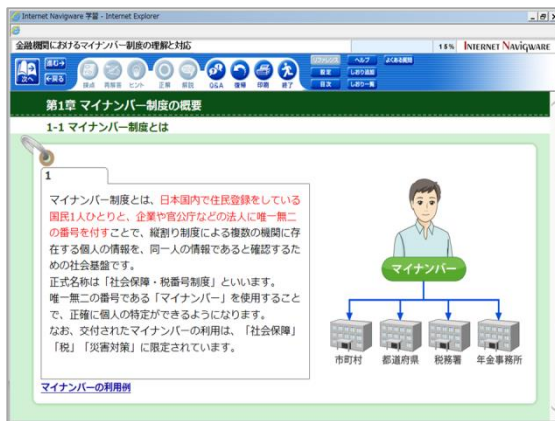 Internet Navigware 学習 - Internet Explorer
金融機関におけるマイナンバー制度の理解と対応
15% INTERNET NAVIGWARE
次へ
進む→
←戻る
採点 再解答 ヒント 正解 解説 Q&A 復帰 印刷 終了
リファレンス ヘルプ よくある質問
設定 しおり追加
目次 しおり一覧
第1章 マイナンバー制度の概要
1-1 マイナンバー制度とは
1
マイナンバー制度とは、日本国内で住民登録をしている
国民1人ひとりと、企業や官公庁などの法人に唯一無二
の番号を付すことで、縦割り制度による複数の機関に存
在する個人の情報を、同一人の情報であると確認するた
めの社会基盤です。
正式名称は「社会保障・税番号制度」といいます。
唯一無二の番号である「マイナンバー」を使用すること
で、正確に個人の特定ができるようになります。
なお、交付されたマイナンバーの利用は、「社会保障」
「税」「災害対策」に限定されています。
マイナンバー
市町村 都道府県 税務署 年金事務所
マイナンバーの利用例